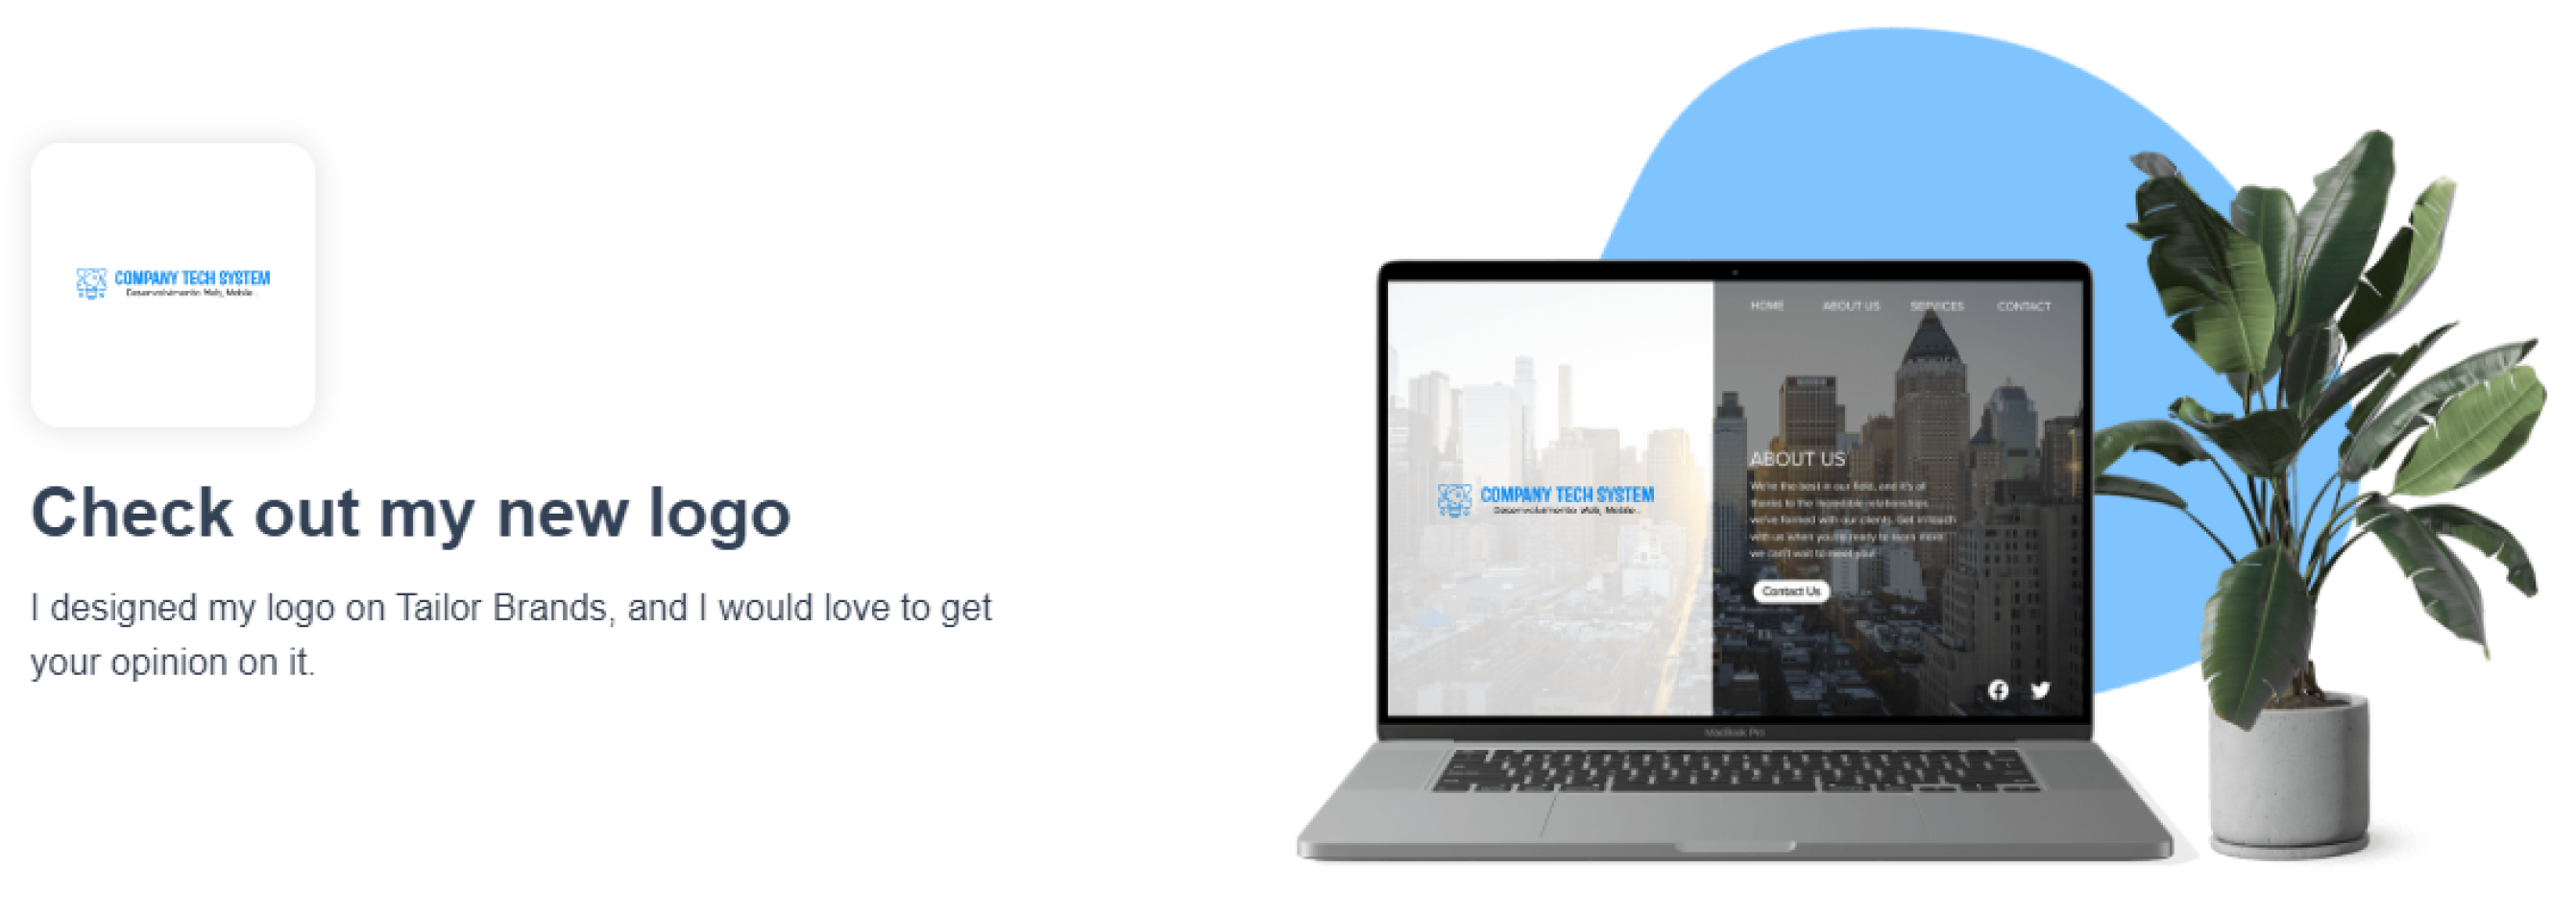 COMPANY TECH SYSTEM
Desenvolvimento Web, Mobile..
Check out my new logo
I designed my logo on Tailor Brands, and I would love to get
your opinion on it.
HOME ABOUT US SERVICES CONTACT
COMPANY TECH SYSTEM
Desenvolvimento Web, Mobile..
ABOUT US
We're the best in our field, and it's all
thanks to the incredible relationships
we've formed with our clients. Get in touch
with us when you're ready to learn more
we can't wait to meet you!
Contact Us
MacBook Pro